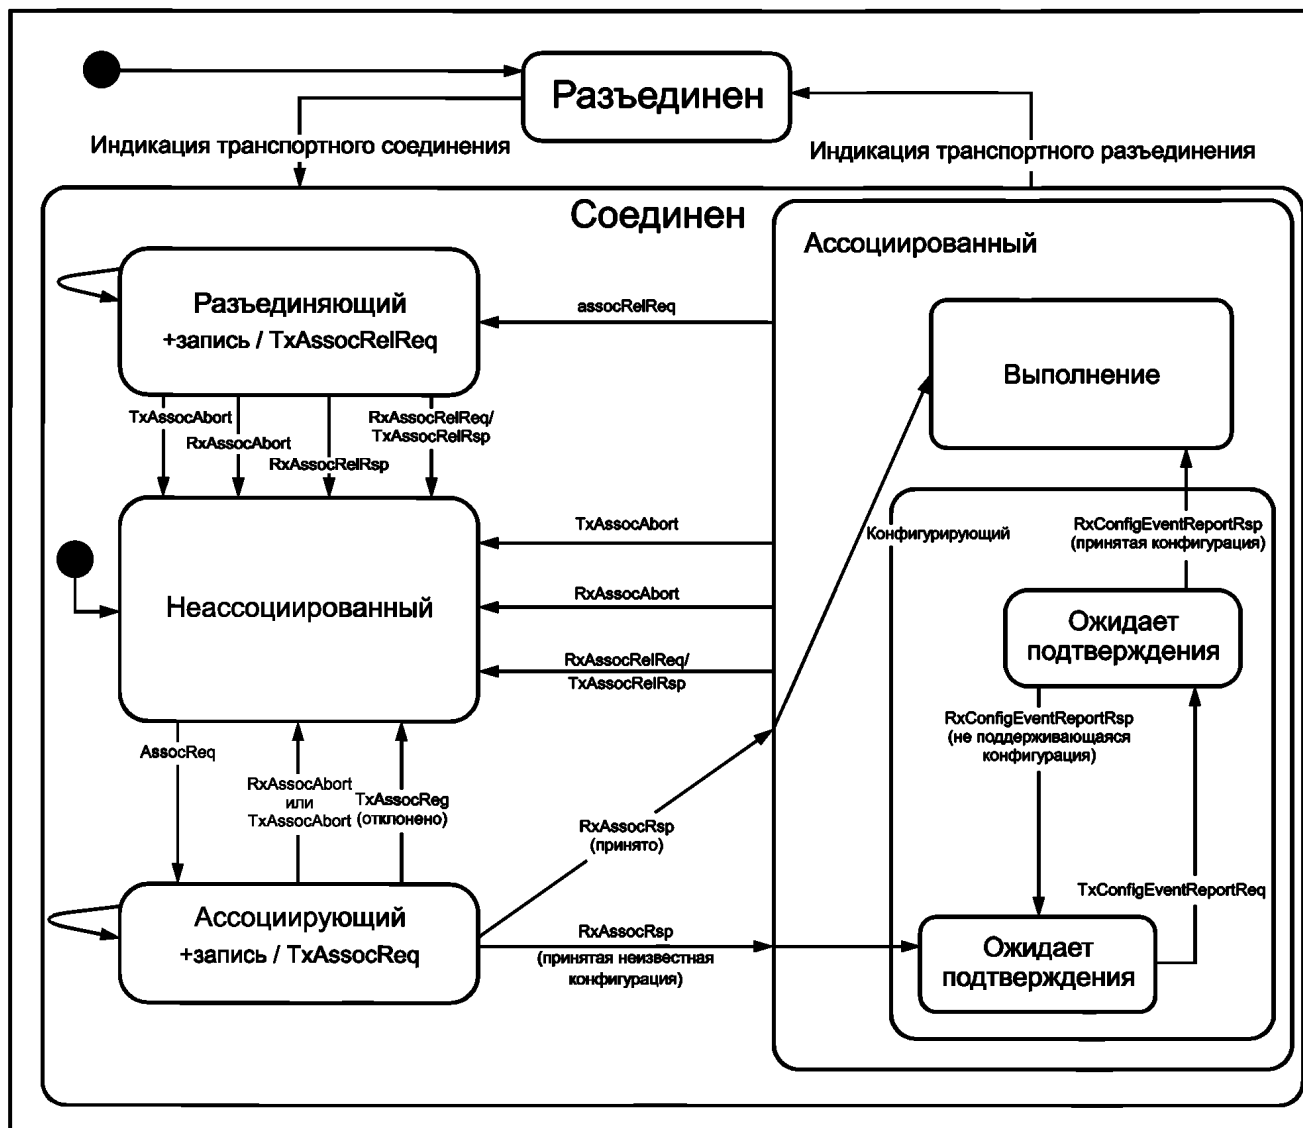 Разъединен
Индикация транспортного соединения
Индикация транспортного разъединения
Соединен
Ассоциированный
Разъединяющий
+запись / TxAssocRelReq
assocRelReq
Выполнение
TxAssocAbort
RxAssocAbort
RxAssocRelRsp
RxAssocRelReq/
TxAssocRelRsp
Неассоциированный
TxAssocAbort
RxAssocAbort
RxAssocRelReq/
TxAssocRelRsp
Конфигурирующий
RxConfigEventReportRsp
(принятая конфигурация)
Ожидает
подтверждения
RxConfigEventReportRsp
(не поддерживающаяся
конфигурация)
TxConfigEventReportReq
AssocReq
RxAssocAbort
или
TxAssocAbort
TxAssocReg
(отклонено)
RxAssocRsp
(принято)
Ассоциирующий
+запись / TxAssocReq
RxAssocRsp
(принятая неизвестная
конфигурация)
Ожидает
подтверждения